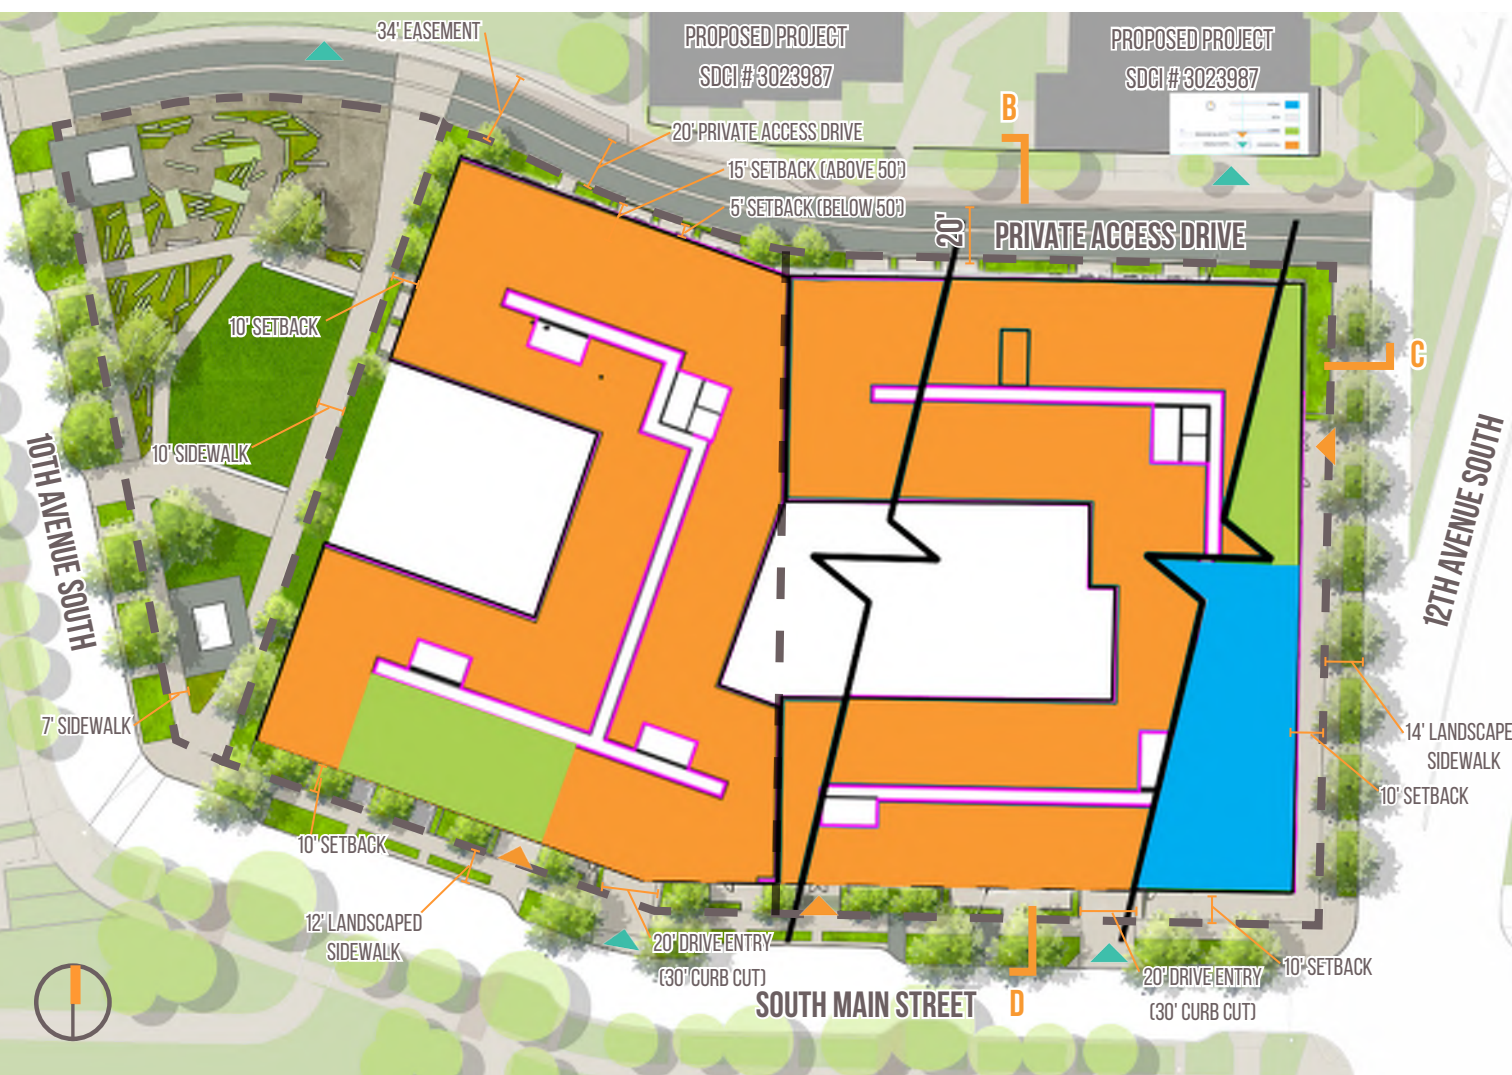 34' EASEMENT
PROPOSED PROJECT
SDCI # 3023987
PROPOSED PROJECT
SDCI # 3023987
B
20' PRIVATE ACCESS DRIVE
15' SETBACK (ABOVE 50')
5' SETBACK (BELOW 50')
20'
PRIVATE ACCESS DRIVE
10' SETBACK
C
10' SIDEWALK
10TH AVENUE SOUTH
12TH AVENUE SOUTH
7' SIDEWALK
14' LANDSCAPE
SIDEWALK
10' SETBACK
10' SETBACK
12' LANDSCAPED
SIDEWALK
20' DRIVE ENTRY
(30' CURB CUT)
SOUTH MAIN STREET
D
20' DRIVE ENTRY
(30' CURB CUT)
10' SETBACK